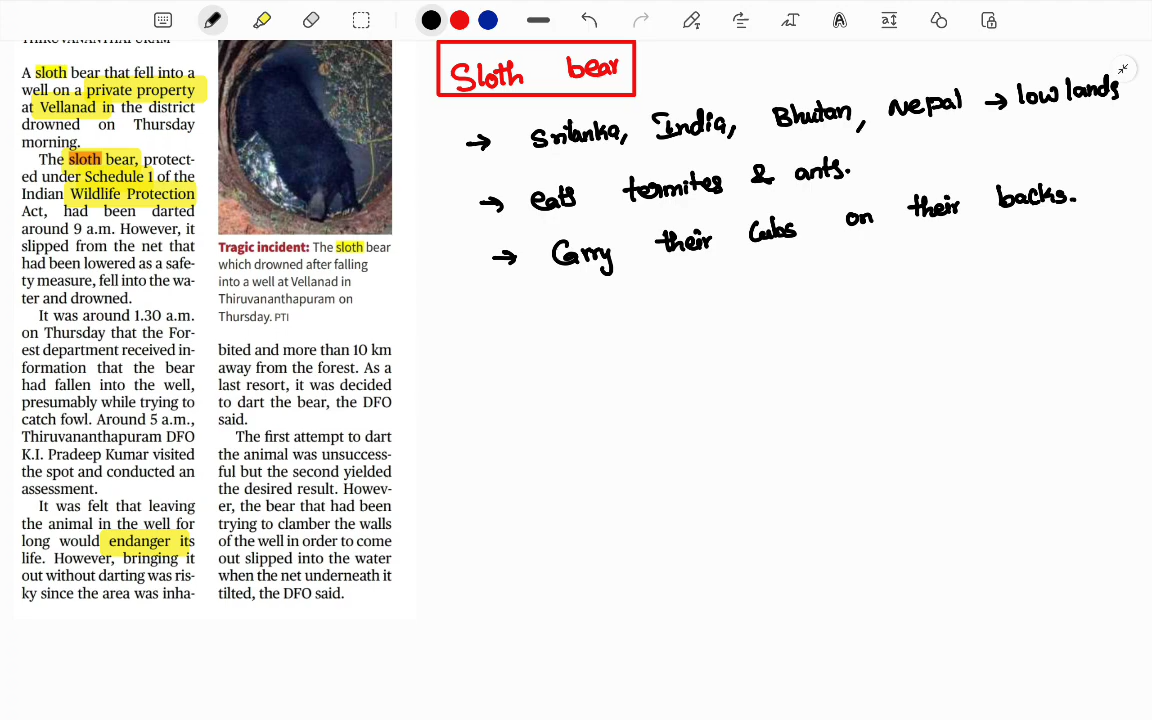 THIRUVANANTHAPURAM
A sloth bear that fell into a
well on a private property
at Vellanad in the district
drowned on Thursday
morning.
The sloth bear, protect-
ed under Schedule 1 of the
Indian Wildlife Protection
Act, had been darted
around 9 a.m. However, it
slipped from the net that
had been lowered as a safe-
ty measure, fell into the wa-
ter and drowned.
It was around 1.30 a.m.
on Thursday that the For-
est department received in-
formation that the bear
had fallen into the well,
presumably while trying to
catch fowl. Around 5 a.m.,
Thiruvananthapuram DFO
K.I. Pradeep Kumar visited
the spot and conducted an
assessment.
It was felt that leaving
the animal in the well for
long would endanger its
life. However, bringing it
out without darting was ris-
ky since the area was inha-
Tragic incident: The sloth bear
which drowned after falling
into a well at Vellanad in
Thiruvananthapuram on
Thursday. PTI
bited and more than 10 km
away from the forest. As a
last resort, it was decided
to dart the bear, the DFO
said.
The first attempt to dart
the animal was unsuccess-
ful but the second yielded
the desired result. Howev-
er, the bear that had been
trying to clamber the walls
of the well in order to come
out slipped into the water
when the net underneath it
tilted, the DFO said.
Sloth bear
→ Srilanka, India, Bhutan, Nepal → low lands
→ eats termites & ants.
→ Carry their Cubs on their backs.